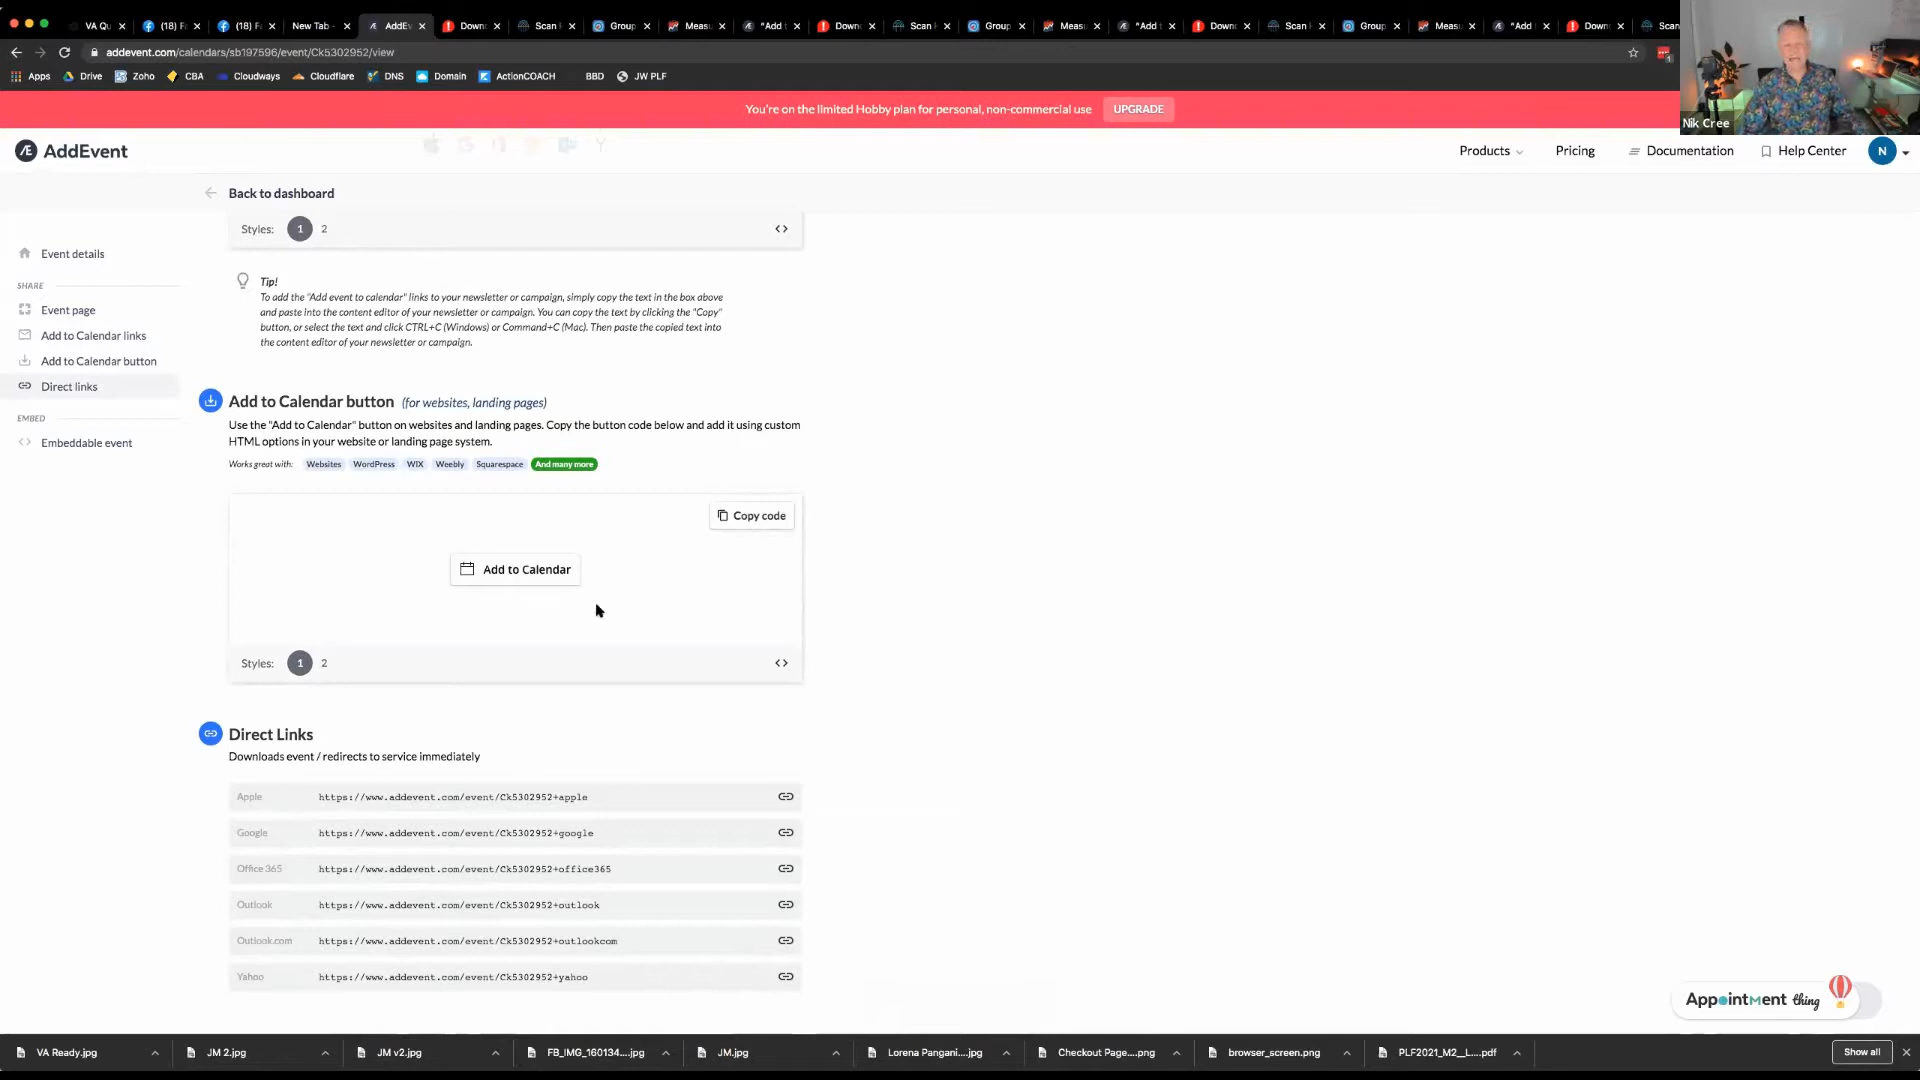 VA Qu
(18) F
(18) F
New Tab
AddEv
Downo
Scan
Group
Measu
"Add t
Downo
Scan
Group
Measu
"Add t
Downo
Scan
Group
Measu
"Add
Down
Scan
addevent.com/calendars/sb197596/event/Ck5302952/view
Apps Drive Zoho CBA Cloudways Cloudflare DNS Domain ActionCOACH BBD JW PLF
You're on the limited Hobby plan for personal, non-commercial use UPGRADE
Nik Cree
AddEvent
Products Pricing Documentation Help Center N
Back to dashboard
Styles: 1 2 <>
Event details
SHARE
Event page
Add to Calendar links
Add to Calendar button
Direct links
EMBED
Embeddable event
Tip!
To add the "Add event to calendar" links to your newsletter or campaign, simply copy the text in the box above
and paste into the content editor of your newsletter or campaign. You can copy the text by clicking the "Copy"
button, or select the text and click CTRL+C (Windows) or Command+C (Mac). Then paste the copied text into
the content editor of your newsletter or campaign.
Add to Calendar button (for websites, landing pages)
Use the "Add to Calendar" button on websites and landing pages. Copy the button code below and add it using custom
HTML options in your website or landing page system.
Works great with: Websites WordPress WIX Weebly Squarespace And many more
Copy code
Add to Calendar
Styles: 1 2 <>
Direct Links
Downloads event / redirects to service immediately
Apple https://www.addevent.com/event/Ck5302952+apple
Google https://www.addevent.com/event/Ck5302952+google
Office 365 https://www.addevent.com/event/Ck5302952+office365
Outlook https://www.addevent.com/event/Ck5302952+outlook
Outlook.com https://www.addevent.com/event/Ck5302952+outlookcom
Yahoo https://www.addevent.com/event/Ck5302952+yahoo
Appointment thing
VA Ready.jpg JM 2.jpg JM v2.jpg FB_IMG_160134....jpg JM.jpg Lorena Pangani....jpg Checkout Page....png browser_screen.png PLF2021_M2__L....pdf Show all